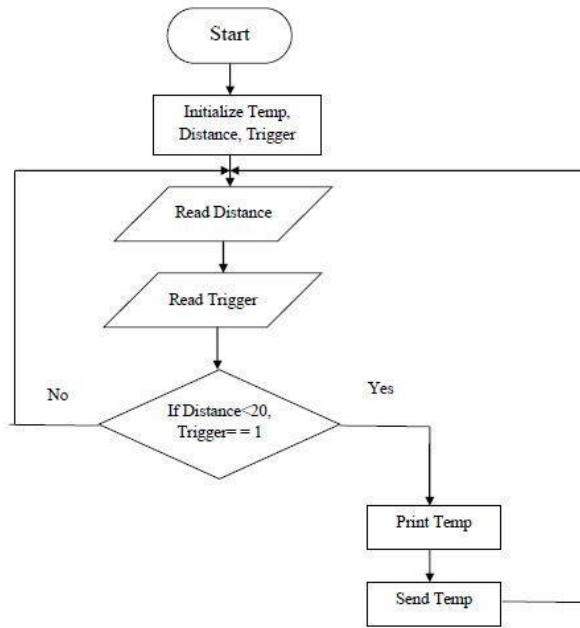 Start
Initialize Temp,
Distance, Trigger
Read Distance
Read Trigger
No
Yes
If Distance<20,
Trigger= = 1
Print Temp
Send Temp